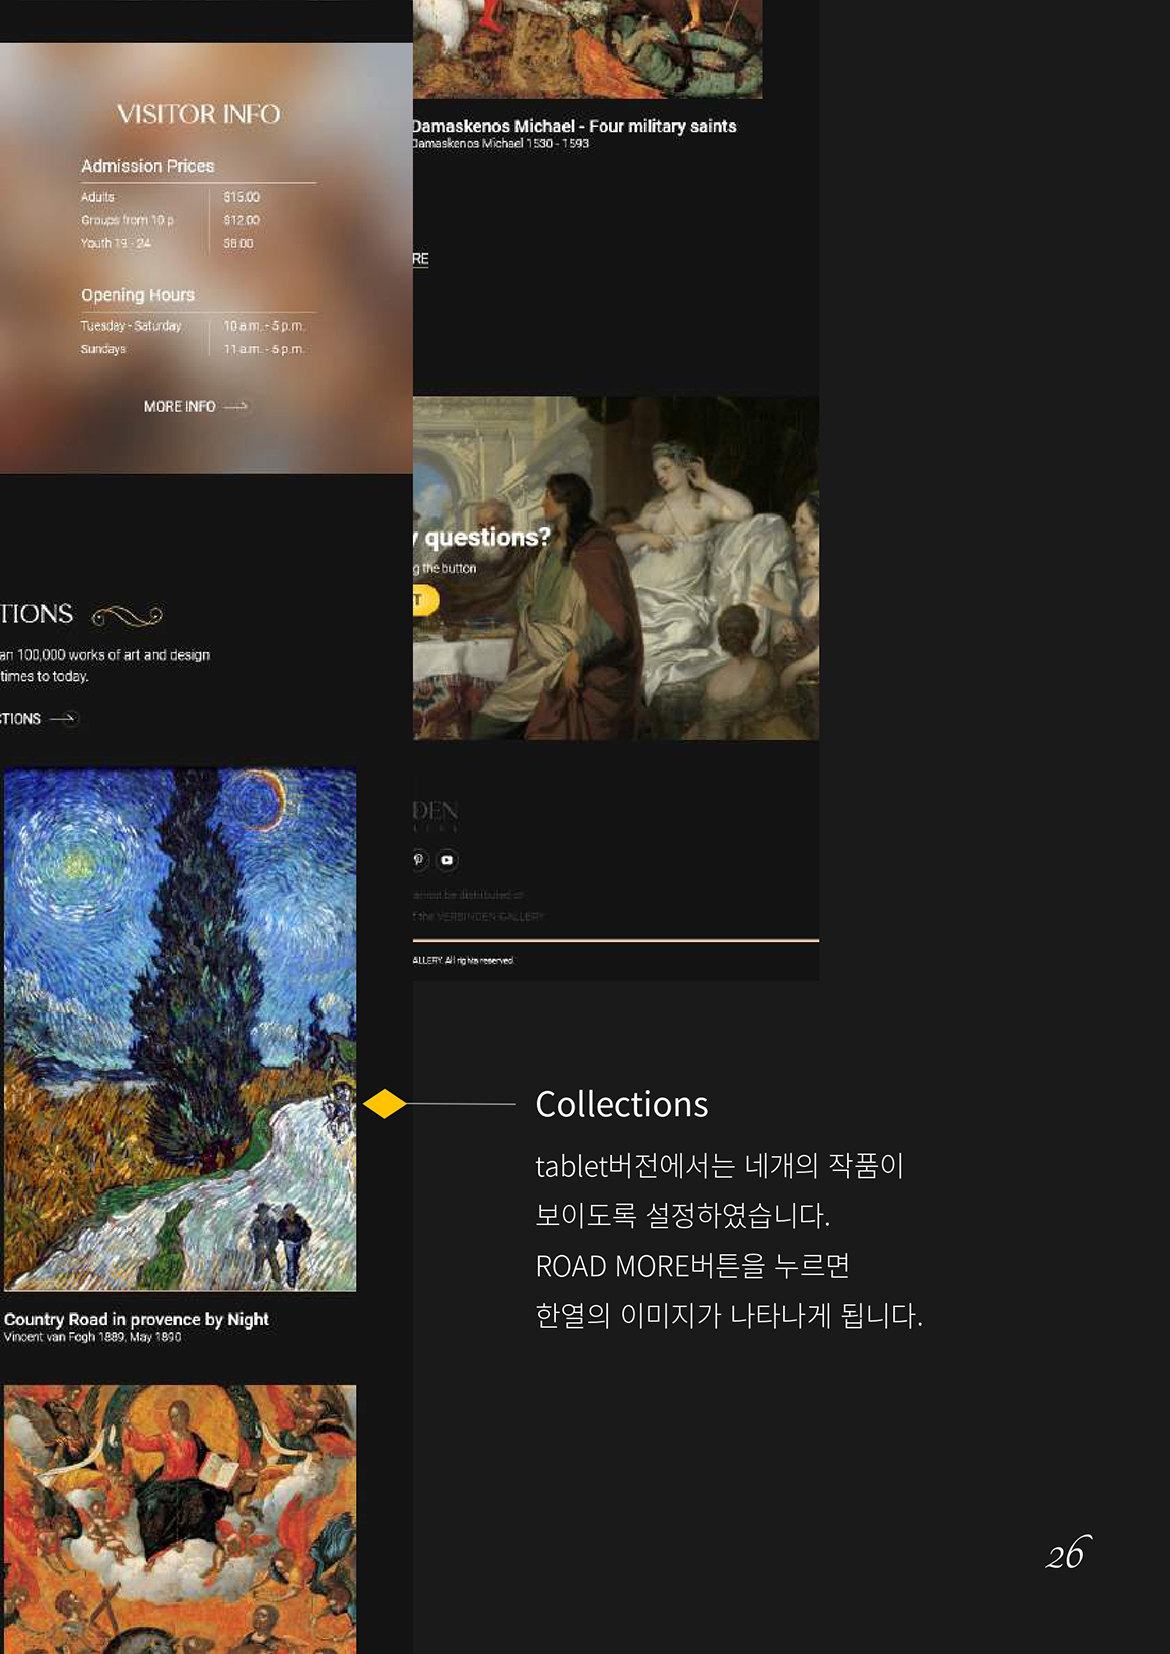 VISITOR INFO
Admission Prices
Adults $15.00
Groups from 10 p $12.00
Youth 19 - 24 $8.00
Opening Hours
Tuesday - Saturday 10 a.m. - 5 p.m.
Sundays 11 a.m. - 5 p.m.
MORE INFO
TIONS
an 100,000 works of art and design
times to today.
CTIONS
Country Road in provence by Night
Vincent van Fogh 1889, May 1890
Damaskenos Michael - Four military saints
Damaskenos Michael 1530 - 1593
RE
y questions?
g the button
T
DEN
LERY
annot be distributed or
f the VERBINDEN GALLERY
ALLERY. All rights reserved.
Collections
tablet버전에서는 네개의 작품이
보이도록 설정하였습니다.
ROAD MORE버튼을 누르면
한열의 이미지가 나타나게 됩니다.
26